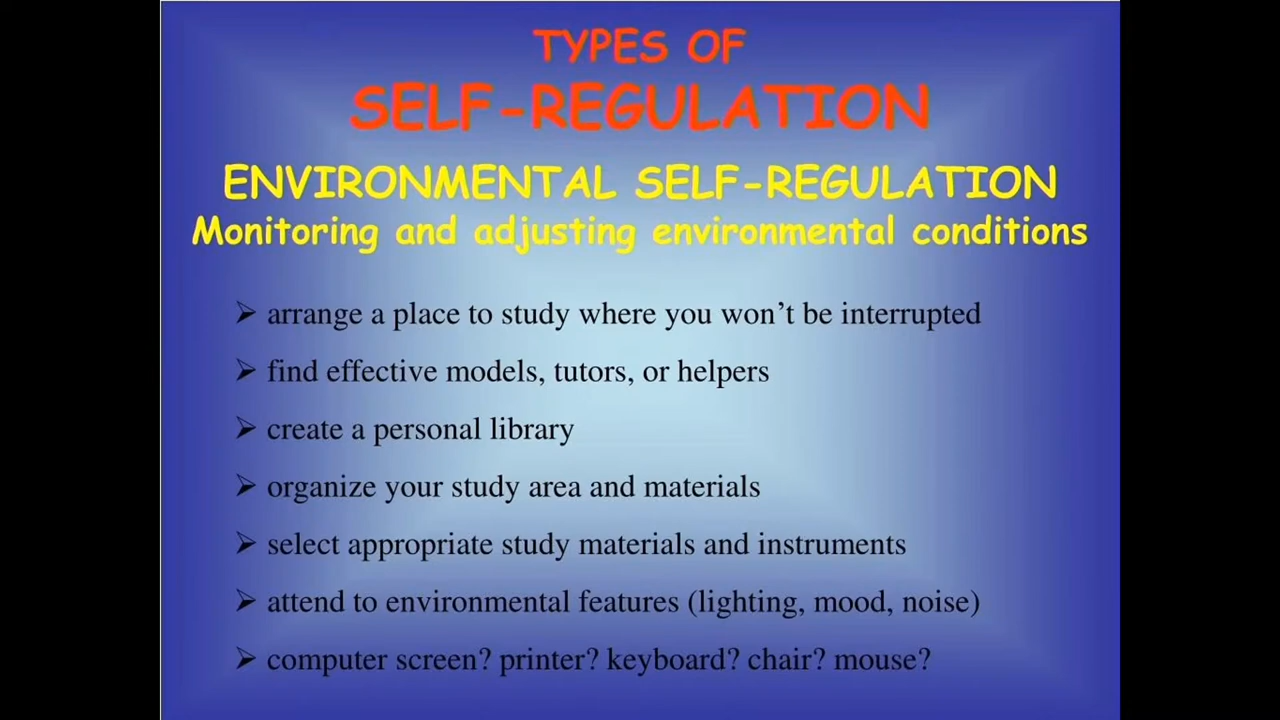 TYPES OF
SELF-REGULATION
ENVIRONMENTAL SELF-REGULATION
Monitoring and adjusting environmental conditions
➢ arrange a place to study where you won’t be interrupted
➢ find effective models, tutors, or helpers
➢ create a personal library
➢ organize your study area and materials
➢ select appropriate study materials and instruments
➢ attend to environmental features (lighting, mood, noise)
➢ computer screen? printer? keyboard? chair? mouse?